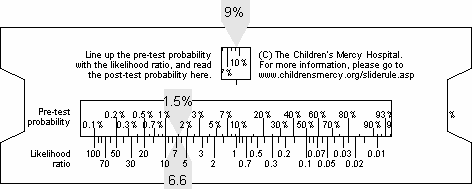 9%
Line up the pre-test probability
with the likelihood ratio, and read
the post-test probability here.
10%
7%
(C) The Children's Mercy Hospital.
For more information, please go to
www.childrensmercy.org/sliderule.asp
1.5%
Pre-test
probability
0.2% 0.5% 1% 3% 7% 20% 40% 60% 80% 93%
0.1% 0.3% 0.7% 2% 5% 10% 30% 50% 70% 90% 9
%
Likelihood
ratio
100 50 20 7 3 1 0.5 0.2 0.07 0.03 0.01
70 30 10 5 2 0.7 0.3 0.1 0.05 0.02
6.6